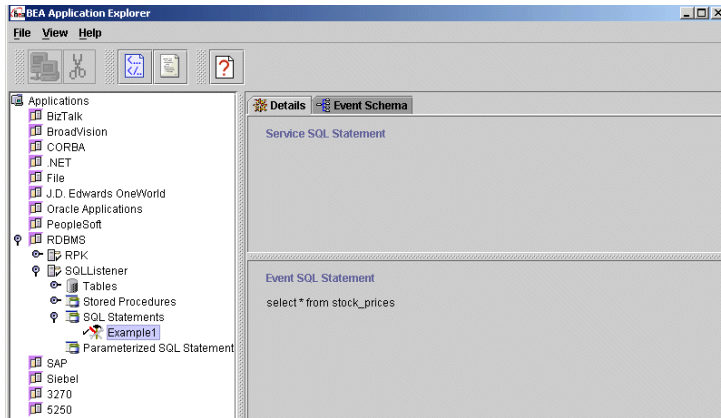 BEA Application Explorer
File View Help
Applications
BizTalk
BroadVision
CORBA
.NET
File
J.D. Edwards OneWorld
Oracle Applications
PeopleSoft
RDBMS
RPK
SQLListener
Tables
Stored Procedures
SQL Statements
Example1
Parameterized SQL Statement
SAP
Siebel
3270
5250
Details Event Schema
Service SQL Statement
Event SQL Statement
select * from stock_prices